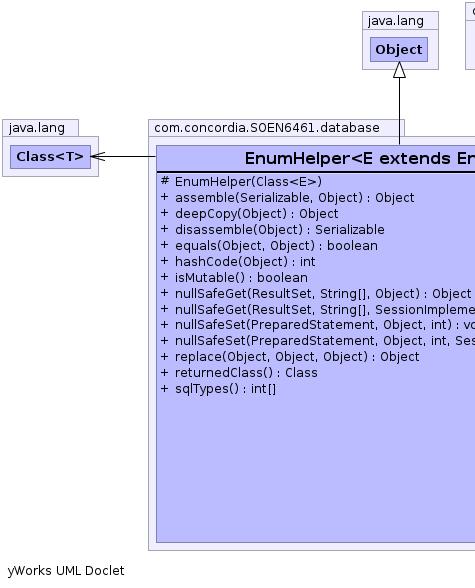 java.lang
Object
java.lang
Class<T>
com.concordia.SOEN6461.database
EnumHelper<E extends En
# EnumHelper(Class<E>)
+ assemble(Serializable, Object) : Object
+ deepCopy(Object) : Object
+ disassemble(Object) : Serializable
+ equals(Object, Object) : boolean
+ hashCode(Object) : int
+ isMutable() : boolean
+ nullSafeGet(ResultSet, String[], Object) : Object
+ nullSafeGet(ResultSet, String[], SessionImpleme
+ nullSafeSet(PreparedStatement, Object, int) : vo
+ nullSafeSet(PreparedStatement, Object, int, Ses
+ replace(Object, Object, Object) : Object
+ returnedClass() : Class
+ sqlTypes() : int[]
yWorks UML Doclet